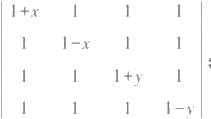 | 1+x 1 1 1 |
| 1 1−x 1 1 |
| 1 1 1+y 1 |
| 1 1 1 1−y | ;